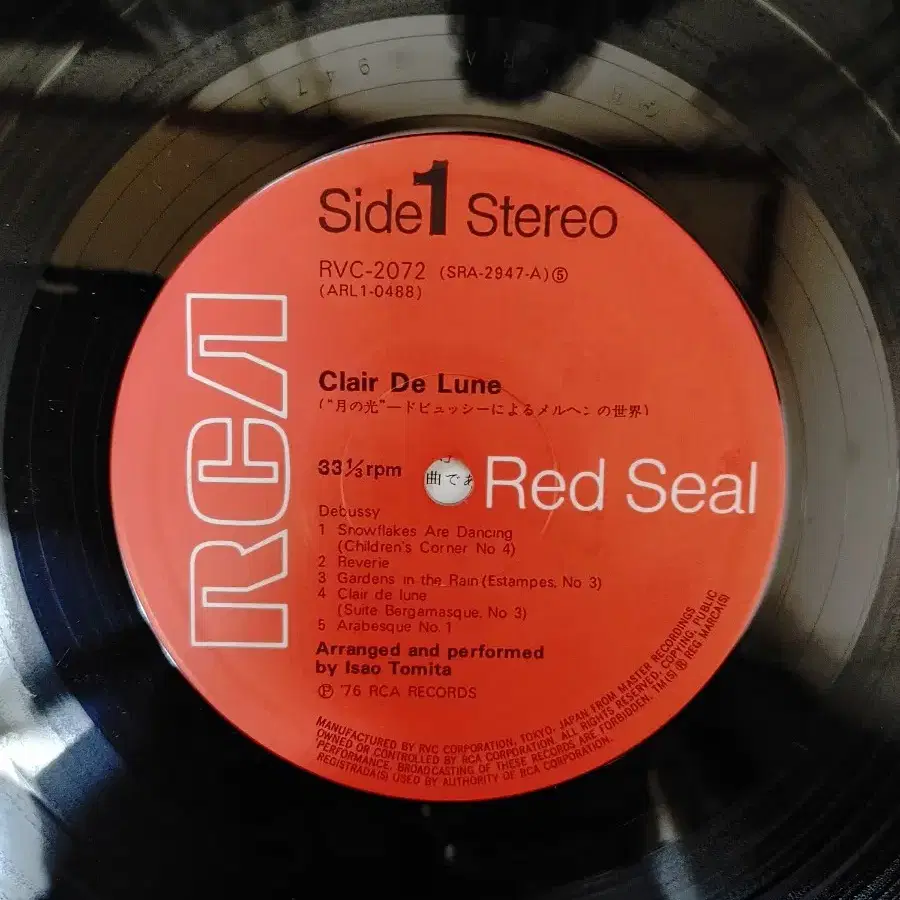 Side 1 Stereo
RVC-2072 (SRA-2947-A)⑤
(ARL1-0488)
RCA
Clair De Lune
("月の光"—ドビュッシーによるメルヘンの世界)
33⅓rpm
曲であ
Red Seal
Debussy
1 Snowflakes Are Dancing
(Children's Corner No 4)
2 Reverie
3 Gardens in the Rain (Estampes, No 3)
4 Clair de lune
(Suite Bergamasque, No 3)
5 Arabesque No. 1
Arranged and performed
by Isao Tomita
Ⓟ '76 RCA RECORDS
MANUFACTURED BY RVC CORPORATION, TOKYO, JAPAN FROM MASTER RECORDINGS
OWNED OR CONTROLLED BY RCA CORPORATION. ALL RIGHTS RESERVED, COPYING, PUBLIC
'PERFORMANCE, BROADCASTING OF THESE RECORDS ARE FORBIDDEN. TM(S) ® REG MARCA(S)
REGISTRADA(S) USED BY AUTHORITY OF RCA CORPORATION.